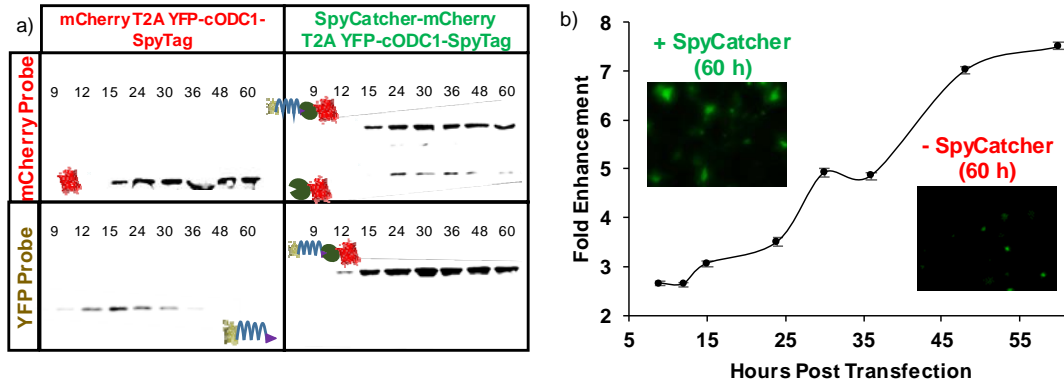 a)
mCherry T2A YFP-cODC1-
SpyTag
SpyCatcher-mCherry
T2A YFP-cODC1-SpyTag
mCherry Probe
9 12 15 24 30 36 48 60
9 12 15 24 30 36 48 60
YFP Probe
9 12 15 24 30 36 48 60
9 12 15 24 30 36 48 60
b)
Fold Enhancement
8
7
6
5
4
3
2
+ SpyCatcher
(60 h)
- SpyCatcher
(60 h)
5 15 25 35 45 55
Hours Post Transfection